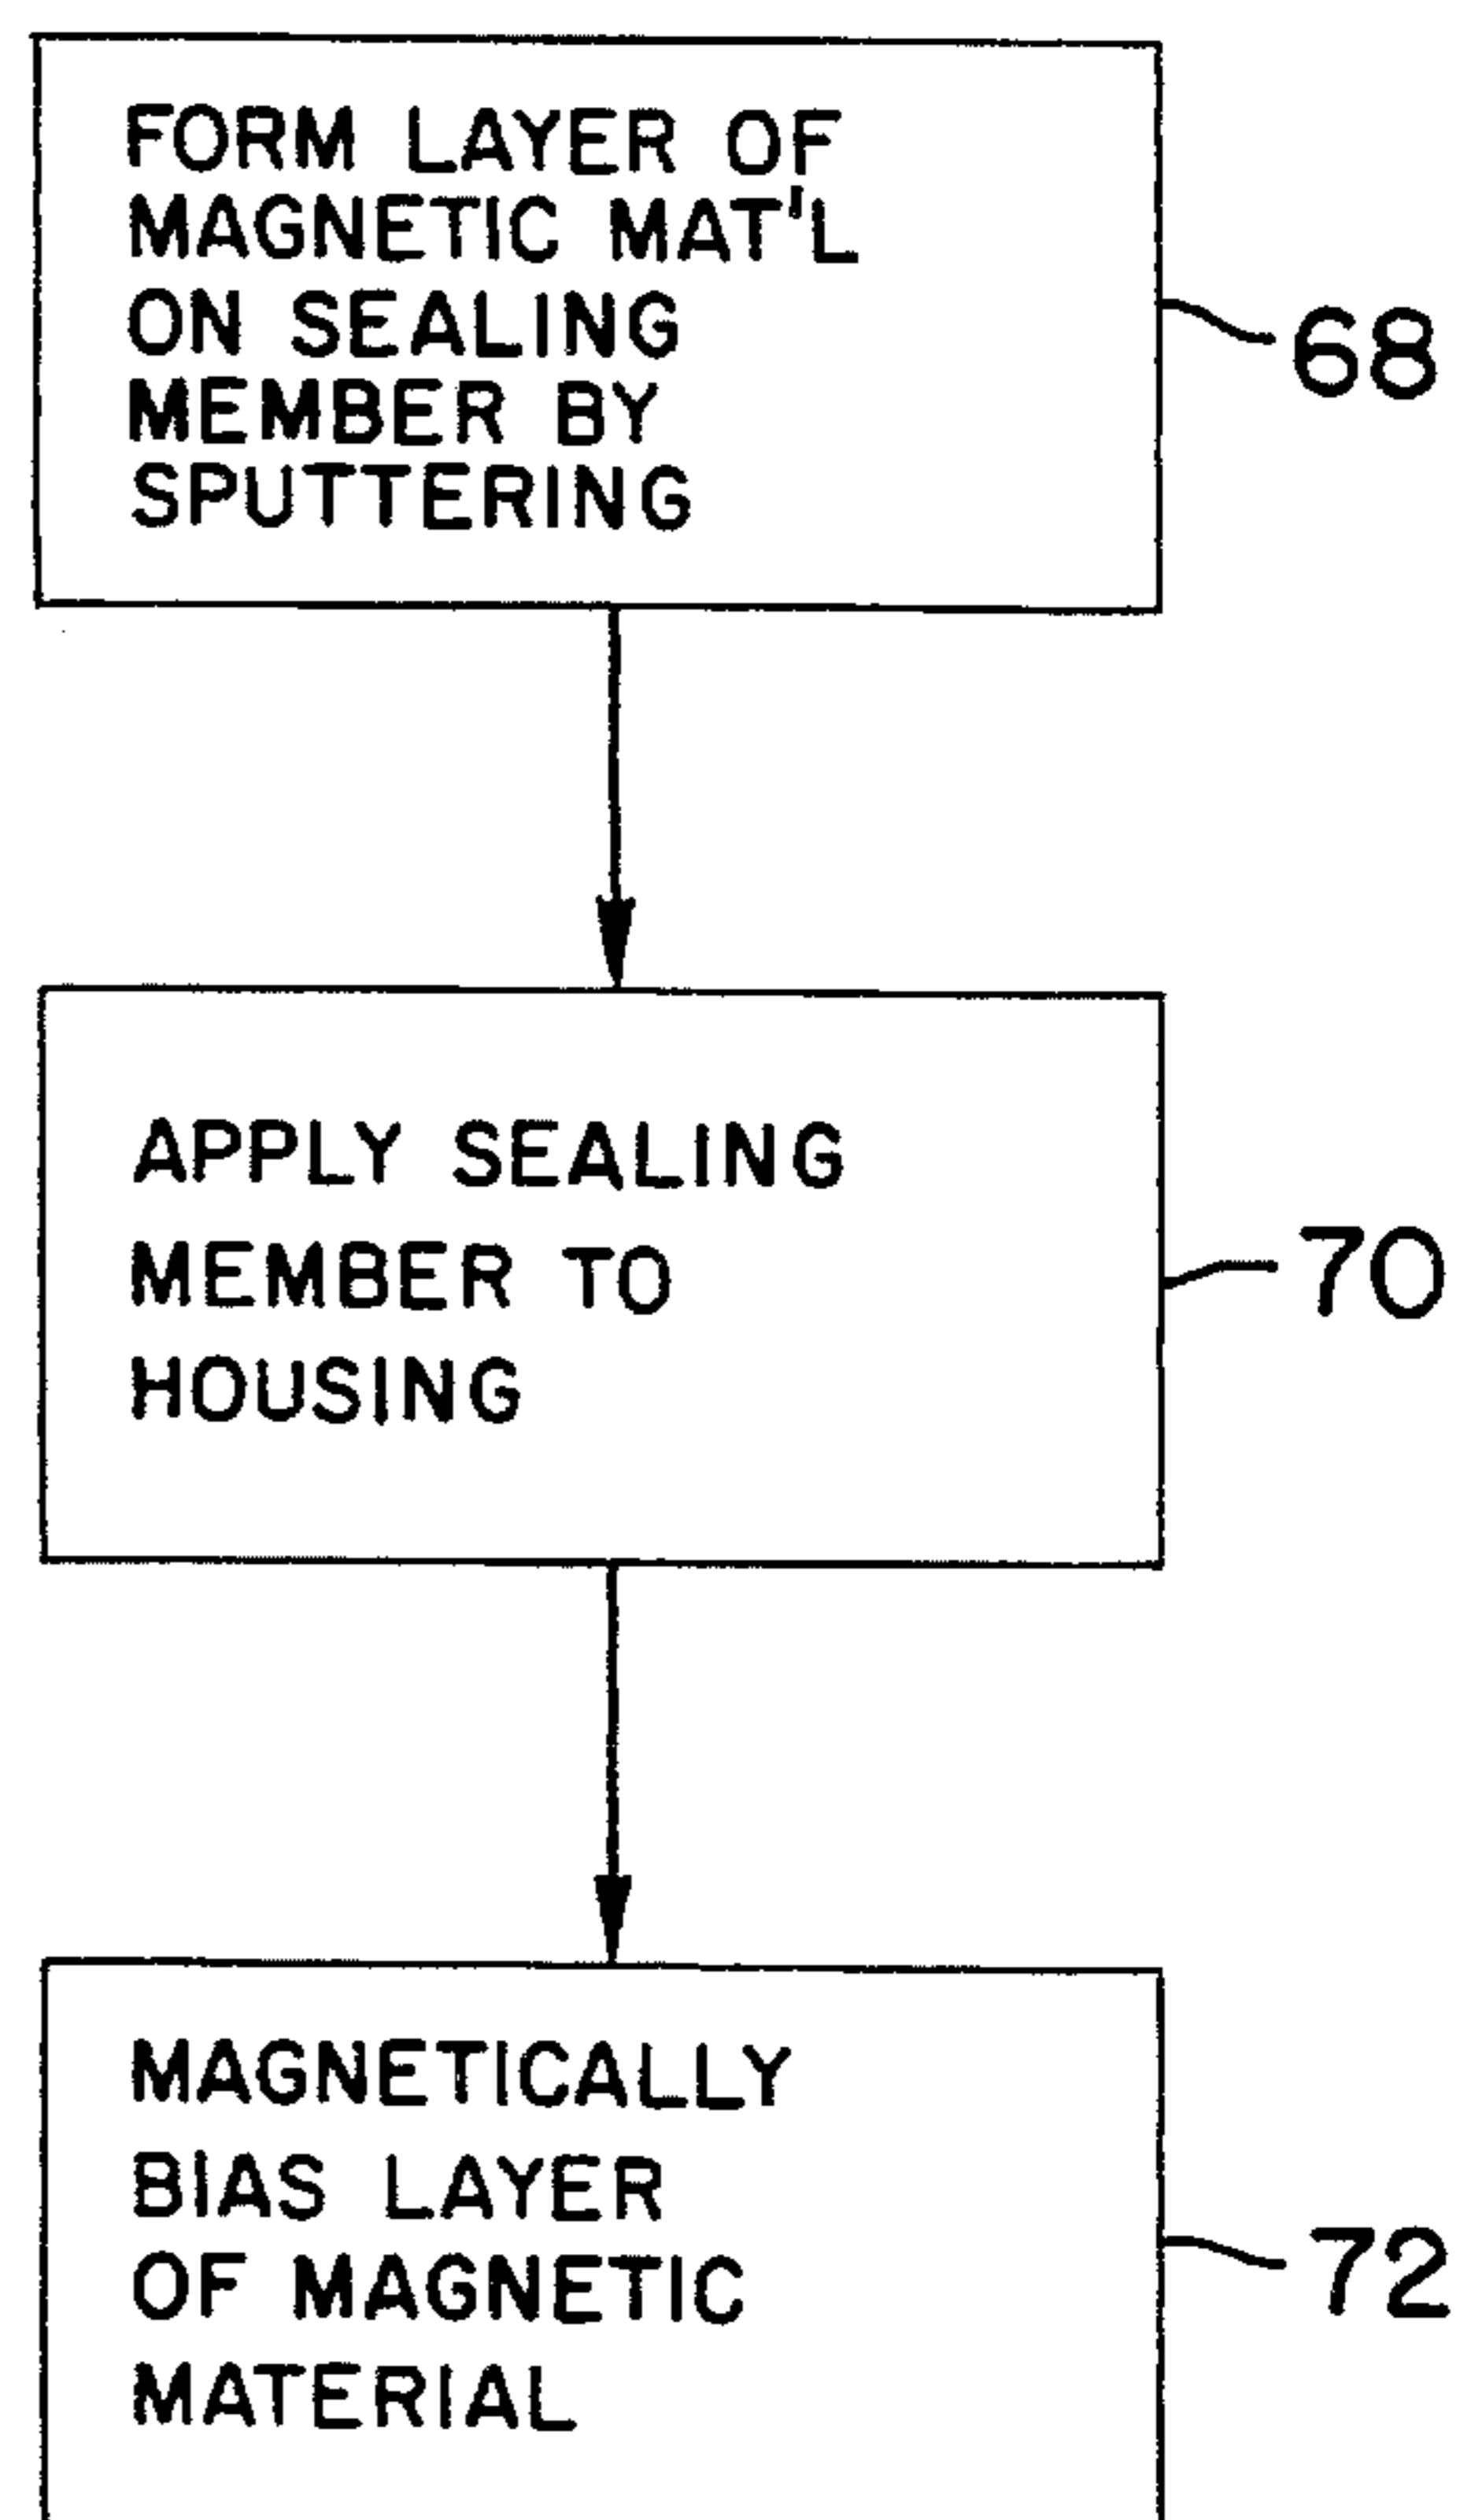 FORM LAYER OF
MAGNETIC MAT'L
ON SEALING
MEMBER BY
SPUTTERING
68
APPLY SEALING
MEMBER TO
HOUSING
70
MAGNETICALLY
BIAS LAYER
OF MAGNETIC
MATERIAL
72